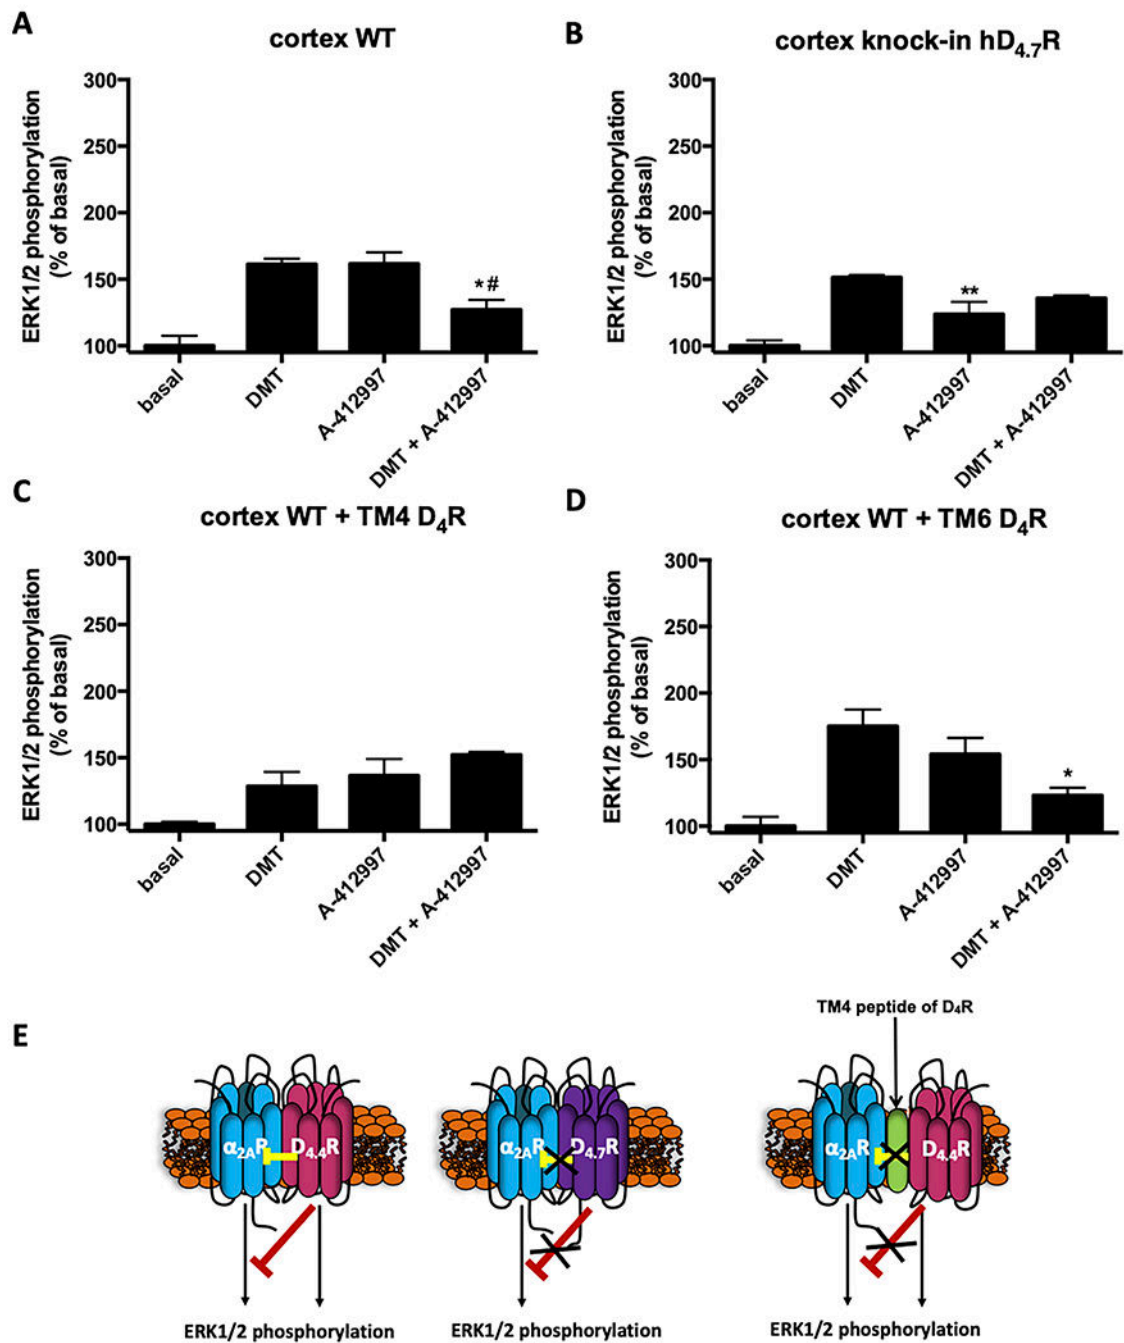 A
cortex WT
ERK1/2 phosphorylation
(% of basal)
300
250
200
150
100
*#
basal
DMT
A-412997
DMT + A-412997
B
cortex knock-in hD4.7R
ERK1/2 phosphorylation
(% of basal)
300
250
200
150
100
**
basal
DMT
A-412997
DMT + A-412997
C
cortex WT + TM4 D4R
ERK1/2 phosphorylation
(% of basal)
300
250
200
150
100
basal
DMT
A-412997
DMT + A-412997
D
cortex WT + TM6 D4R
ERK1/2 phosphorylation
(% of basal)
300
250
200
150
100
*
basal
DMT
A-412997
DMT + A-412997
E
TM4 peptide of D4R
α2AR
D4.4R
α2AR
D4.7R
α2AR
D4.4R
ERK1/2 phosphorylation
ERK1/2 phosphorylation
ERK1/2 phosphorylation